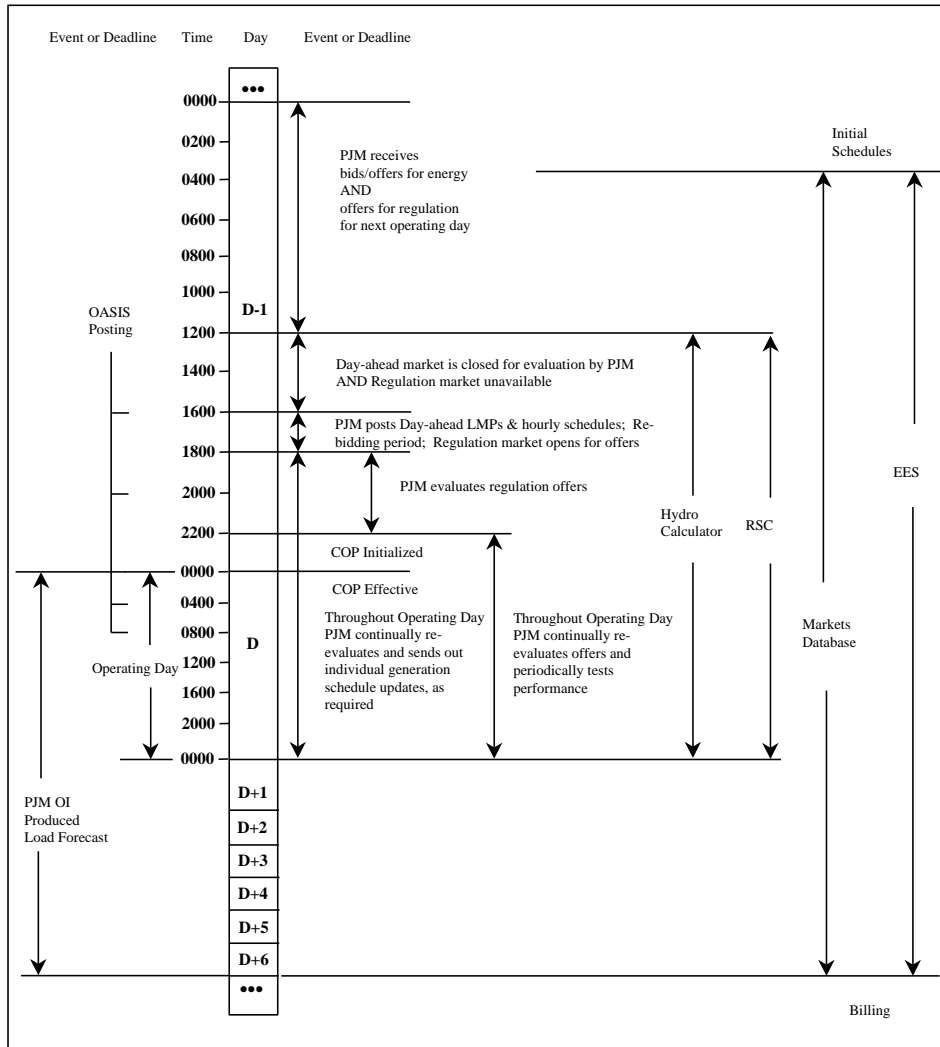 Event or Deadline Time Day Event or Deadline
•••
0000
0200
0400
0600
0800
1000
1200
1400
1600
1800
2000
2200
0000
0400
0800
1200
1600
2000
0000
D-1
D
D+1
D+2
D+3
D+4
D+5
D+6
•••
OASIS
Posting
Operating Day
PJM OI
Produced
Load Forecast
PJM receives
bids/offers for energy
AND
offers for regulation
for next operating day
Day-ahead market is closed for evaluation by PJM
AND Regulation market unavailable
PJM posts Day-ahead LMPs & hourly schedules; Re-
bidding period; Regulation market opens for offers
PJM evaluates regulation offers
COP Initialized
COP Effective
Throughout Operating Day
PJM continually re-
evaluates and sends out
individual generation
schedule updates, as
required
Throughout Operating Day
PJM continually re-
evaluates offers and
periodically tests
performance
Hydro
Calculator
RSC
Initial
Schedules
Markets
Database
EES
Billing